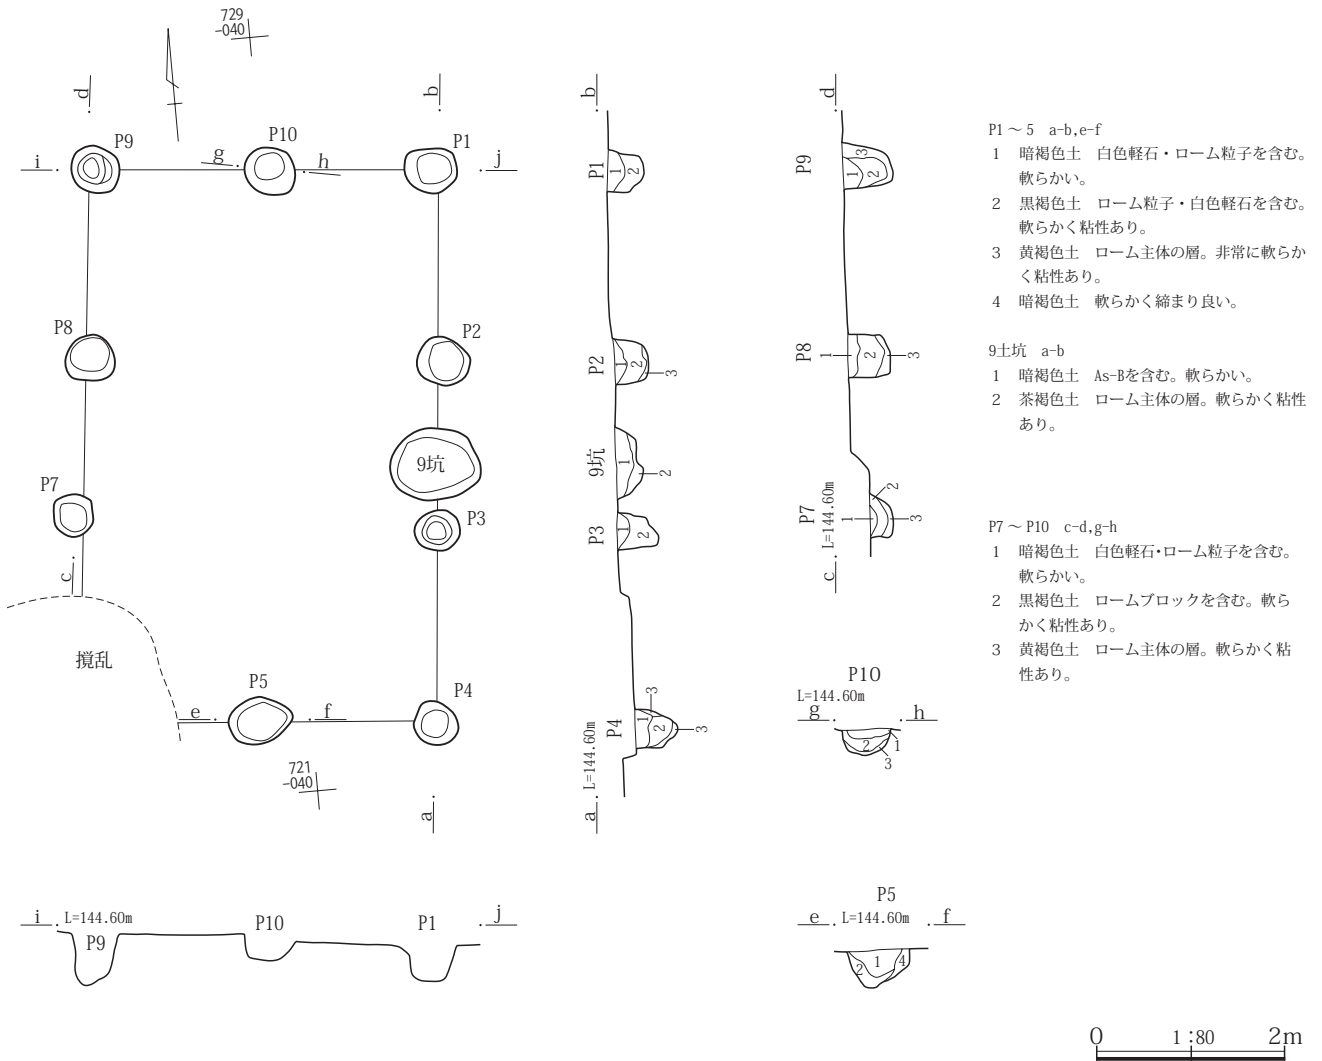 729
-040
d
b
P9
P10
P1
i
g
h
j
P8
P2
9坑
P7
P3
c
撹乱
P5
P4
e
f
721
-040
a
b
P1
1
2
P2
1
2
3
9坑
1
2
P3
1
2
P4
L=144.60m
3
1
2
3
a
d
P9
3
1
2
P8
1
2
3
P7
L=144.60m
2
1
3
c
P10
L=144.60m
g
h
2
1
3
P5
e
L=144.60m
f
2
1
4
i
L=144.60m
P9
P10
P1
j
P1～5 a-b,e-f
1 暗褐色土 白色軽石・ローム粒子を含む。
軟らかい。
2 黒褐色土 ローム粒子・白色軽石を含む。
軟らかく粘性あり。
3 黄褐色土 ローム主体の層。非常に軟らか
く粘性あり。
4 暗褐色土 軟らかく締まり良い。
9土坑 a-b
1 暗褐色土 As-Bを含む。軟らかい。
2 茶褐色土 ローム主体の層。軟らかく粘性
あり。
P7～P10 c-d,g-h
1 暗褐色土 白色軽石・ローム粒子を含む。
軟らかい。
2 黒褐色土 ロームブロックを含む。軟ら
かく粘性あり。
3 黄褐色土 ローム主体の層。軟らかく粘
性あり。
0 1:80 2m